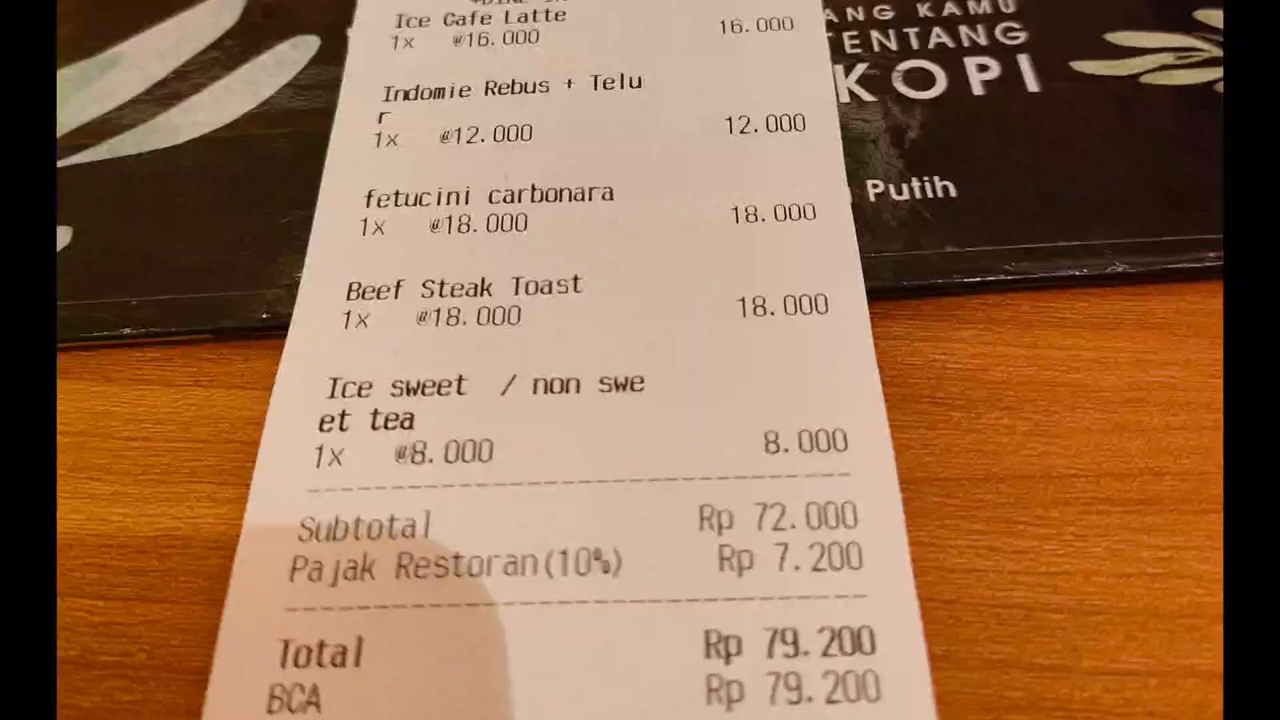 Ice Cafe Latte
1x @16.000 16.000
Indomie Rebus + Telu
r
1x @12.000 12.000
fetucini carbonara
1x @18.000 18.000
Beef Steak Toast
1x @18.000 18.000
Ice sweet / non swe
et tea
1x @8.000 8.000
Subtotal Rp 72.000
Pajak Restoran(10%) Rp 7.200
Total Rp 79.200
BCA Rp 79.200
ANG KAMU
ENTANG
KOPI
Putih